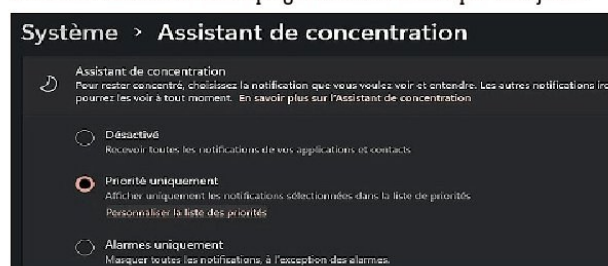 Système > Assistant de concentration
Assistant de concentration
Pour rester concentré, choisissez la notification que vous voulez voir et entendre. Les autres notifications iro
pourrez les voir à tout moment. En savoir plus sur l'Assistant de concentration
Désactivé
Recevoir toutes les notifications de vos applications et contacts
Priorité uniquement
Afficher uniquement les notifications sélectionnées dans la liste de priorités
Personnaliser la liste des priorités
Alarmes uniquement
Masquer toutes les notifications, à l'exception des alarmes.